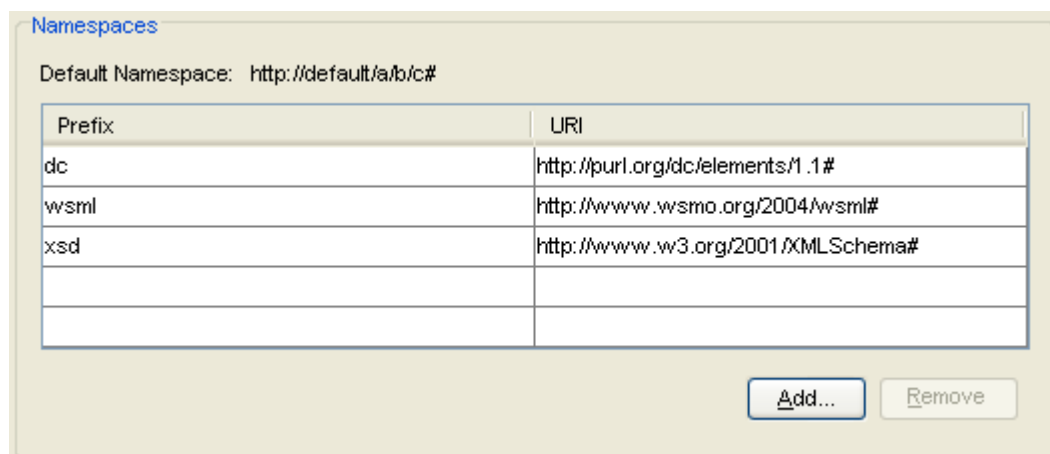 Namespaces
Default Namespace: http://default/a/b/c#
Prefix URI
dc http://purl.org/dc/elements/1.1#
wsml http://www.wsmo.org/2004/wsml#
xsd http://www.w3.org/2001/XMLSchema#
Add... Remove